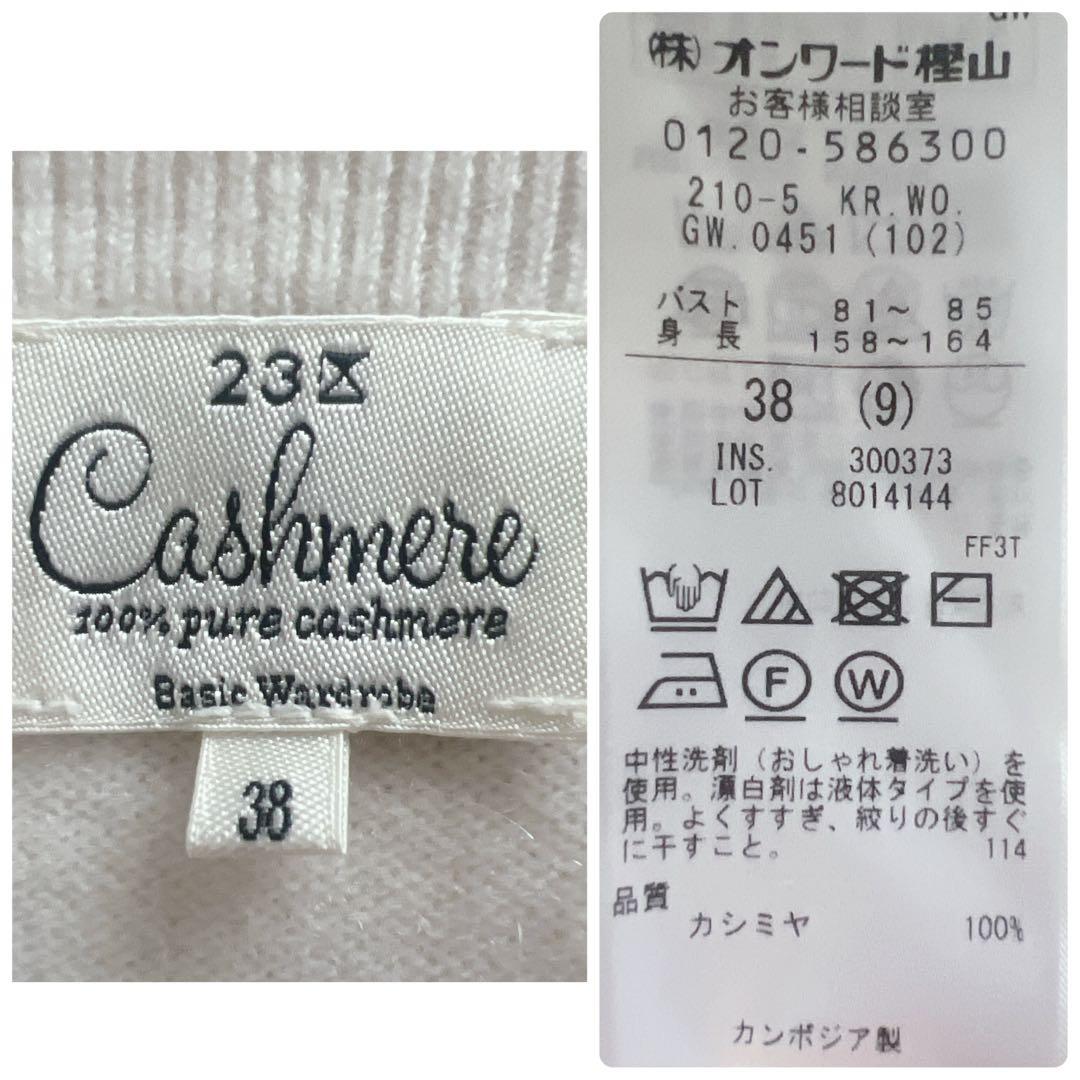 23区
Cashmere
100% pure cashmere
Basic Wardrobe
38
(株)オンワード樫山
お客様相談室
0120-586300
210-5 KR.WO.
GW.0451(102)
バスト 81〜 85
身長 158〜164
38 (9)
INS. 300373
LOT 8014144
FF3T
F W
中性洗剤(おしゃれ着洗い)を
使用。漂白剤は液体タイプを使
用。よくすすぎ、絞りの後すぐ
に干すこと。 114
品質
カシミヤ 100%
カンボジア製